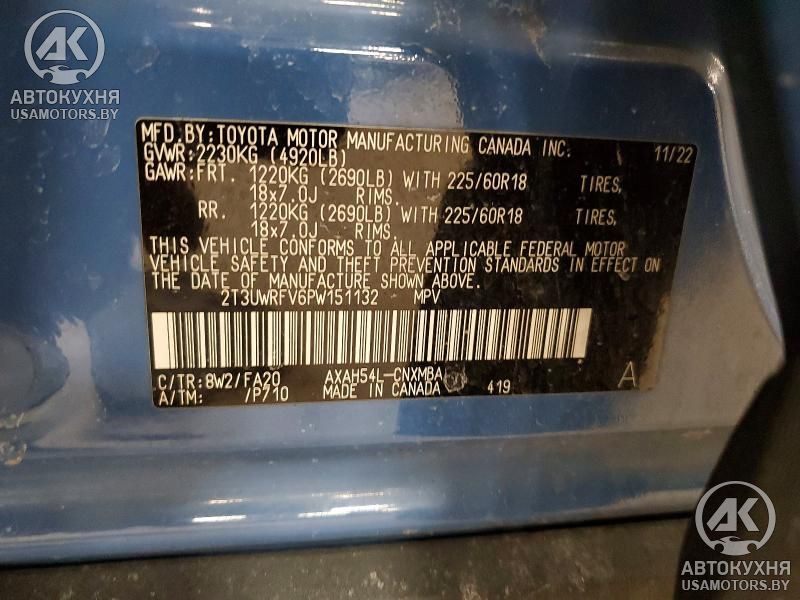 AK
АВТОКУХНЯ
USAMOTORS.BY
MFD. BY: TOYOTA MOTOR MANUFACTURING CANADA INC. 11/22
GVWR: 2230KG (4920LB)
GAWR: FRT. 1220KG (2690LB) WITH 225/60R18 TIRES,
18x7.0J RIMS,
RR. 1220KG (2690LB) WITH 225/60R18 TIRES,
18x7.0J RIMS,
THIS VEHICLE CONFORMS TO ALL APPLICABLE FEDERAL MOTOR
VEHICLE SAFETY AND THEFT PREVENTION STANDARDS IN EFFECT ON
THE DATE OF MANUFACTURE SHOWN ABOVE.
2T3UWRFV6PW151132 MPV
C/TR: 8W2/FA20 AXAH54L-CNXMBA
A/TM: /P710 MADE IN CANADA 419 A
AK
АВТОКУХНЯ
USAMOTORS.BY